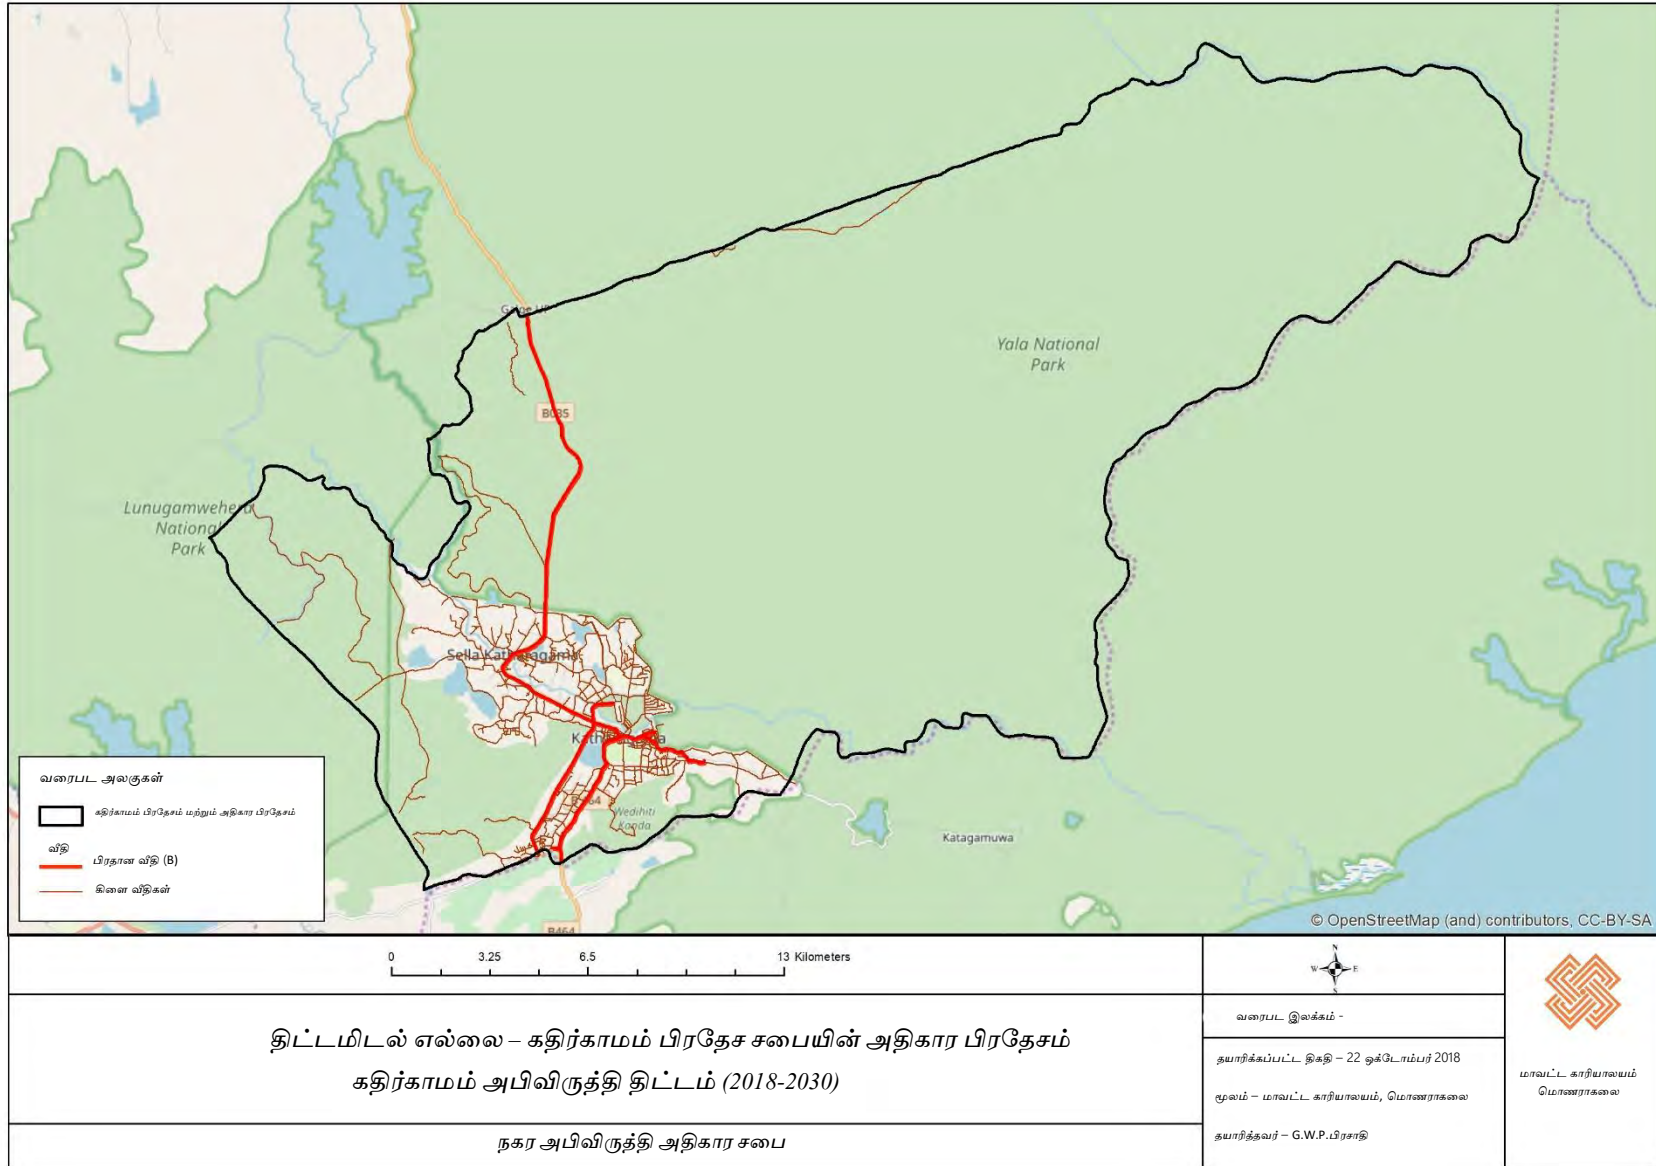 Galge
B035
Yala National
Park
Lunugamwehera
National
Park
Sella Katharagama
Wedihiti
Kanda
Katagamuwa
B464
© OpenStreetMap (and) contributors, CC-BY-SA
வரைபட அலகுகள்
கதிர்காமம் பிரதேசம் மற்றும் அதிகார பிரதேசம்
வீதி
பிரதான வீதி (B)
கிளை வீதிகள்
0 3.25 6.5 13 Kilometers
N
W E
S
திட்டமிடல் எல்லை – கதிர்காமம் பிரதேச சபையின் அதிகார பிரதேசம்
கதிர்காமம் அபிவிருத்தி திட்டம் (2018-2030)
நகர அபிவிருத்தி அதிகார சபை
வரைபட இலக்கம் -
தயாரிக்கப்பட்ட திகதி – 22 ஒக்டோம்பர் 2018
மூலம் – மாவட்ட காரியாலயம், மொணராகலை
தயாரித்தவர் – G.W.P.பிரசாதி
மாவட்ட காரியாலயம்
மொணராகலை